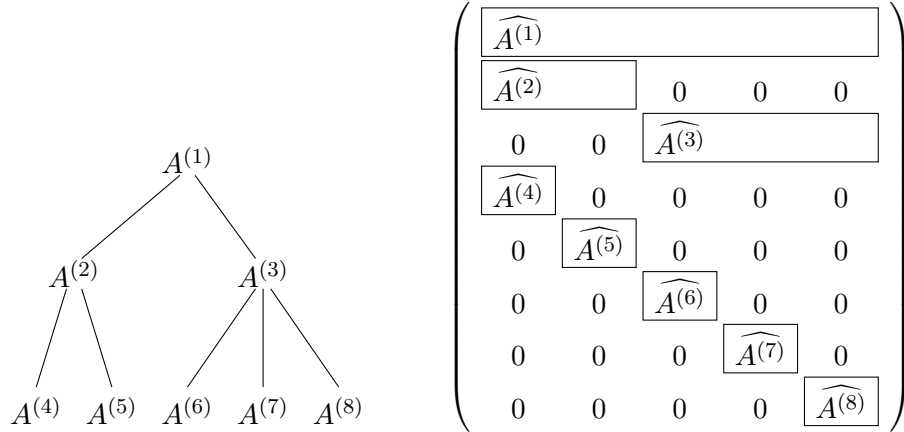 A^{(1)}
A^{(2)} A^{(3)}
A^{(4)} A^{(5)} A^{(6)} A^{(7)} A^{(8)}
\widehat{A^{(1)}}
\widehat{A^{(2)}} 0 0 0
0 0 \widehat{A^{(3)}}
\widehat{A^{(4)}} 0 0 0 0
0 \widehat{A^{(5)}} 0 0 0
0 0 \widehat{A^{(6)}} 0 0
0 0 0 \widehat{A^{(7)}} 0
0 0 0 0 \widehat{A^{(8)}}